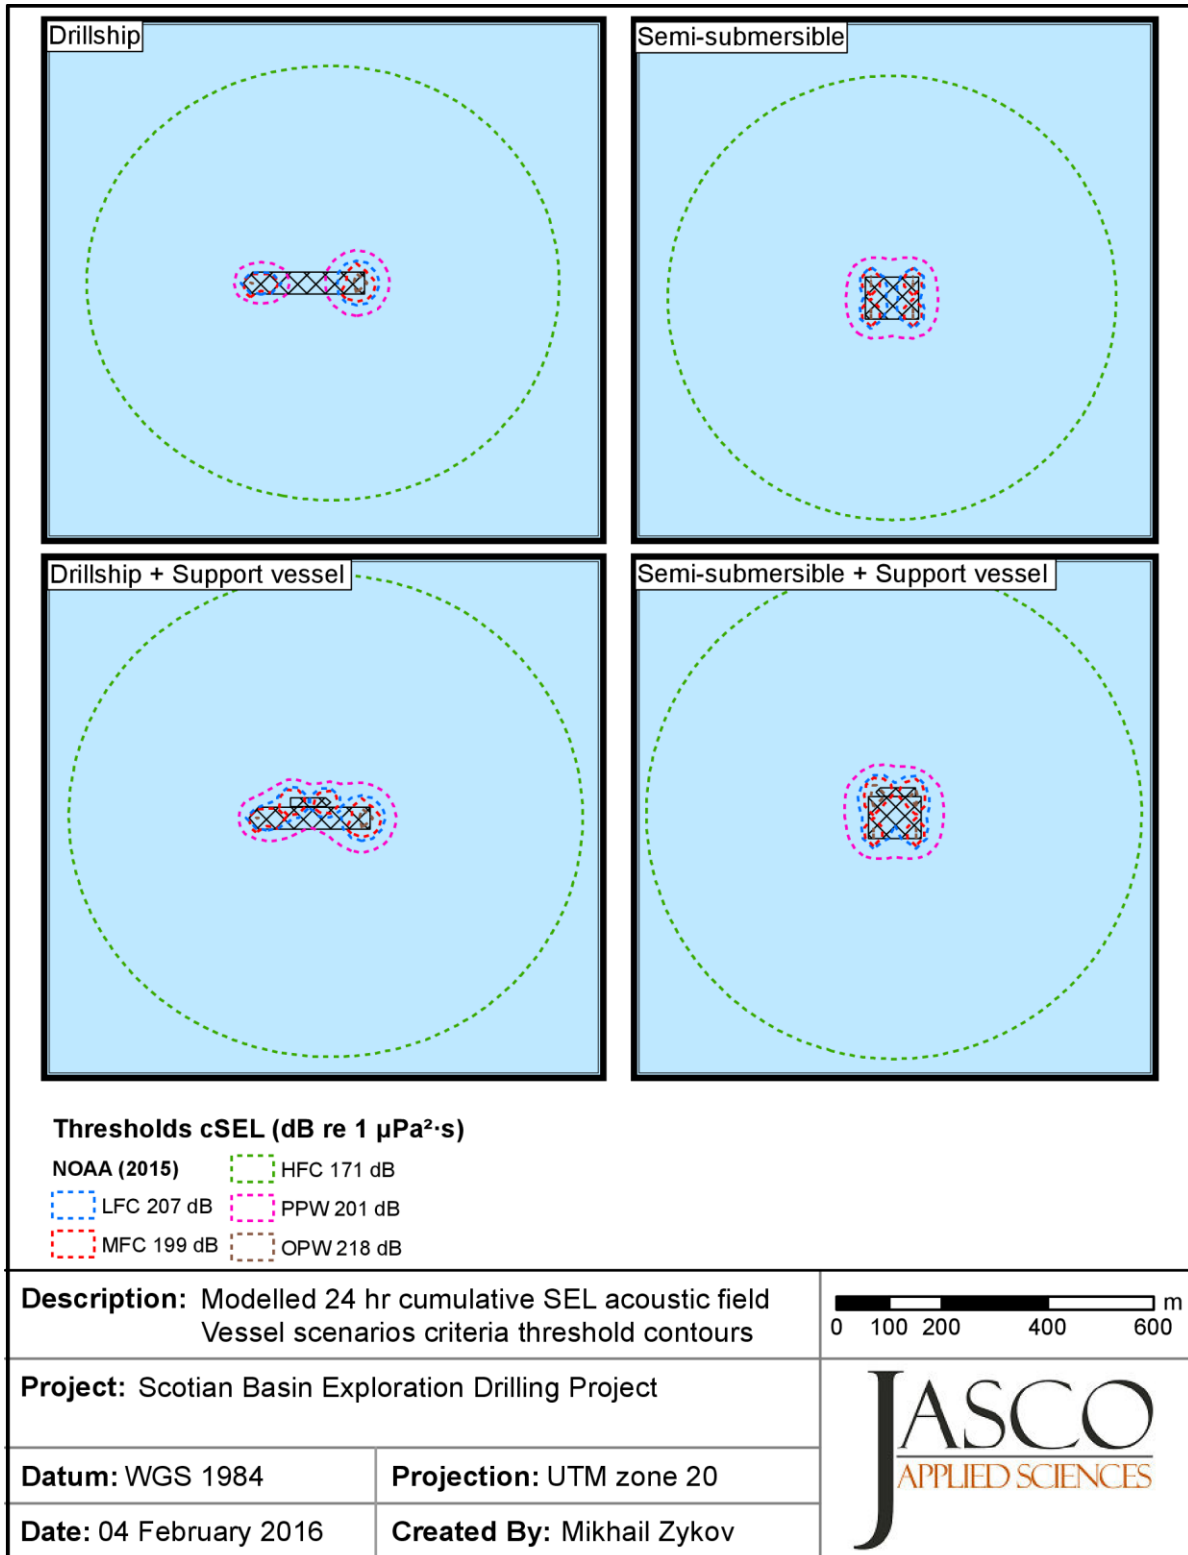 Drillship
Semi-submersible
Drillship + Support vessel
Semi-submersible + Support vessel
Thresholds cSEL (dB re 1 µPa²·s)
NOAA (2015)
HFC 171 dB
LFC 207 dB
PPW 201 dB
MFC 199 dB
OPW 218 dB
Description: Modelled 24 hr cumulative SEL acoustic field
Vessel scenarios criteria threshold contours
m
0 100 200 400 600
Project: Scotian Basin Exploration Drilling Project
JASCO
APPLIED SCIENCES
Datum: WGS 1984
Projection: UTM zone 20
Date: 04 February 2016
Created By: Mikhail Zykov